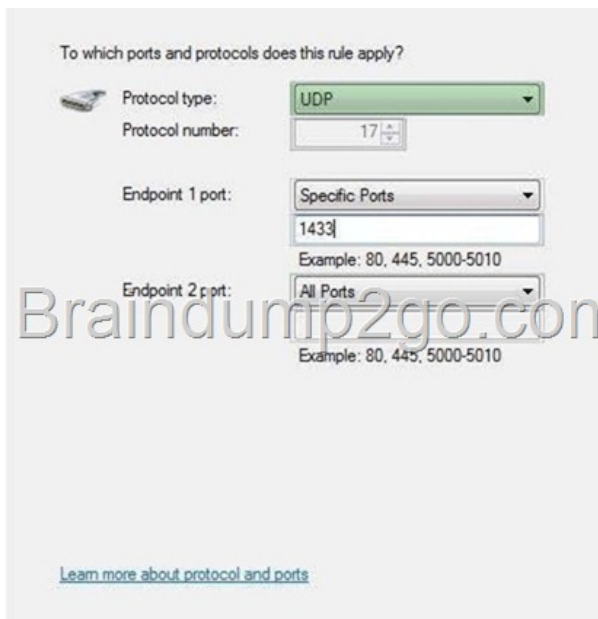 To which ports and protocols does this rule apply?
Protocol type: UDP
Protocol number: 17
Endpoint 1 port: Specific Ports
1433
Example: 80, 445, 5000-5010
Endpoint 2 port: All Ports
Braindump2go.com
Example: 80, 445, 5000-5010
Learn more about protocol and ports